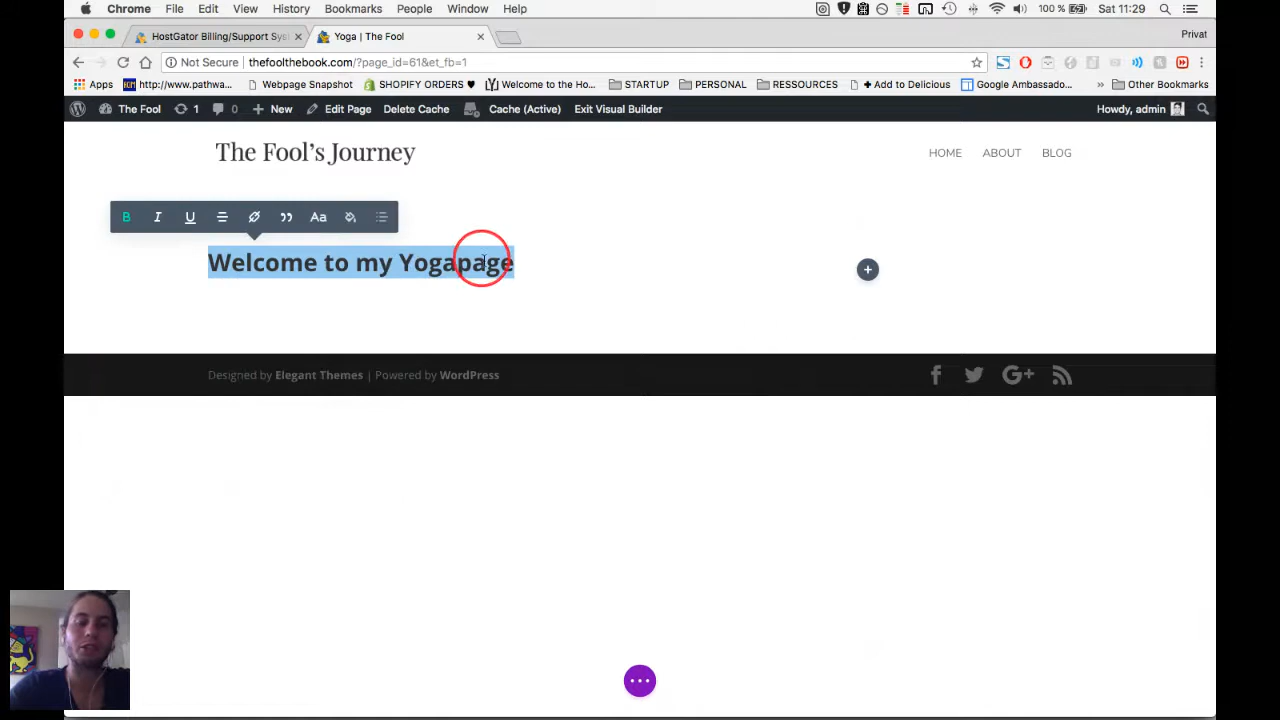 Chrome File Edit View History Bookmarks People Window Help 100 % Sat 11:29
HostGator Billing/Support Sys Yoga | The Fool Privat
Not Secure thefoolthebook.com/?page_id=61&et_fb=1
Apps http://www.pathwa... Webpage Snapshot SHOPIFY ORDERS ♥ Welcome to the Ho... STARTUP PERSONAL RESSOURCES + Add to Delicious Google Ambassado... » Other Bookmarks
The Fool 1 0 New Edit Page Delete Cache Cache (Active) Exit Visual Builder Howdy, admin
The Fool's Journey HOME ABOUT BLOG
B I U Aa
Welcome to my Yogapage
Designed by Elegant Themes | Powered by WordPress